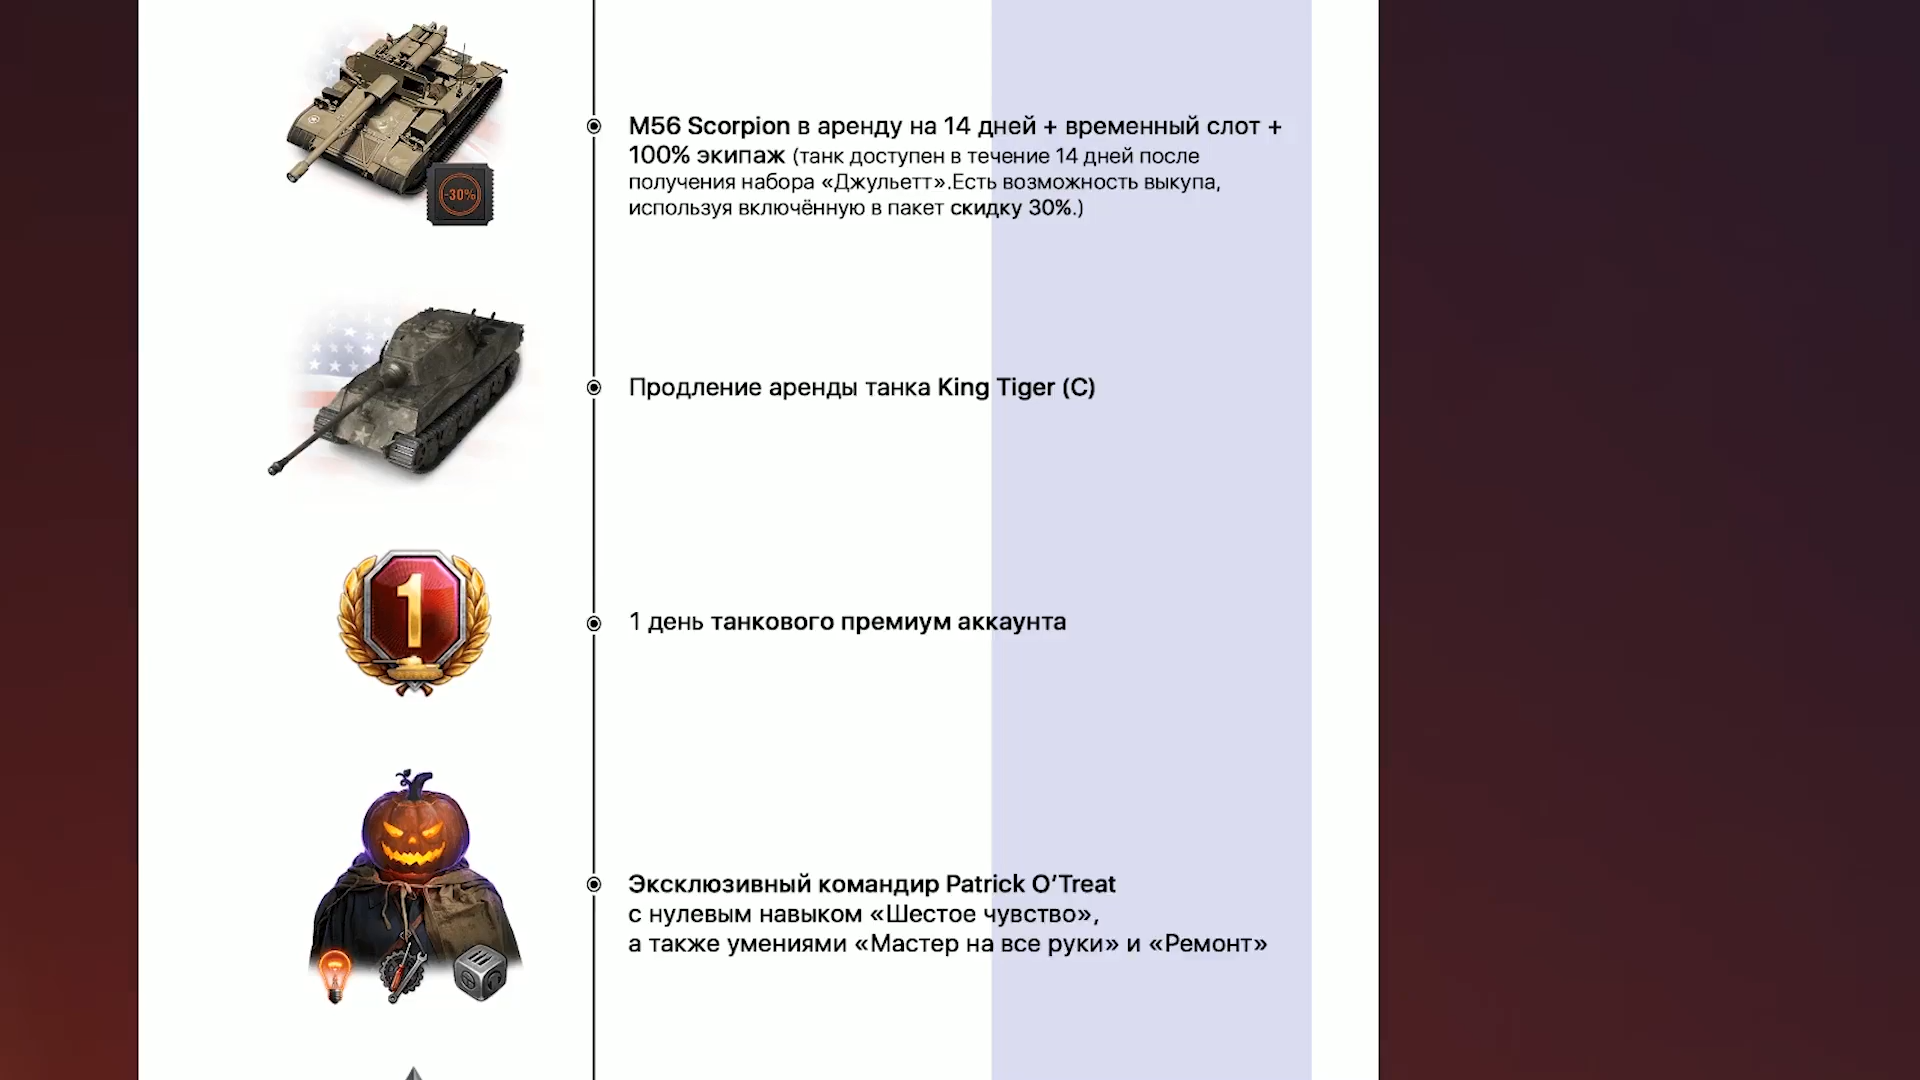 -30%
M56 Scorpion в аренду на 14 дней + временный слот +
100% экипаж (танк доступен в течение 14 дней после
получения набора «Джульетт».Есть возможность выкупа,
используя включённую в пакет скидку 30%.)
Продление аренды танка King Tiger (C)
1
1 день танкового премиум аккаунта
Эксклюзивный командир Patrick O’Treat
с нулевым навыком «Шестое чувство»,
а также умениями «Мастер на все руки» и «Ремонт»